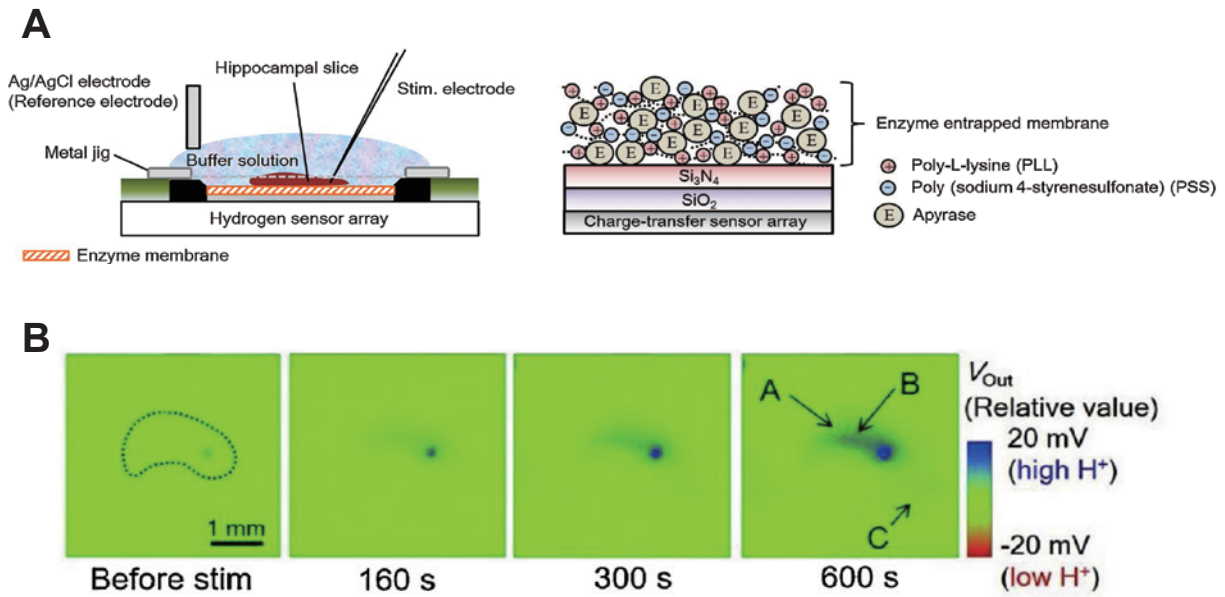 A
Ag/AgCl electrode
(Reference electrode)
Hippocampal slice
Stim. electrode
Metal jig
Buffer solution
Hydrogen sensor array
Enzyme membrane
E
E
E
E
E
E
E
E
E
E
E
E
Enzyme entrapped membrane
Si3N4
SiO2
Charge-transfer sensor array
+ Poly-L-lysine (PLL)
- Poly (sodium 4-styrenesulfonate) (PSS)
E Apyrase
B
1 mm
Before stim
160 s
300 s
A
B
C
600 s
VOut
(Relative value)
20 mV
(high H+)
-20 mV
(low H+)